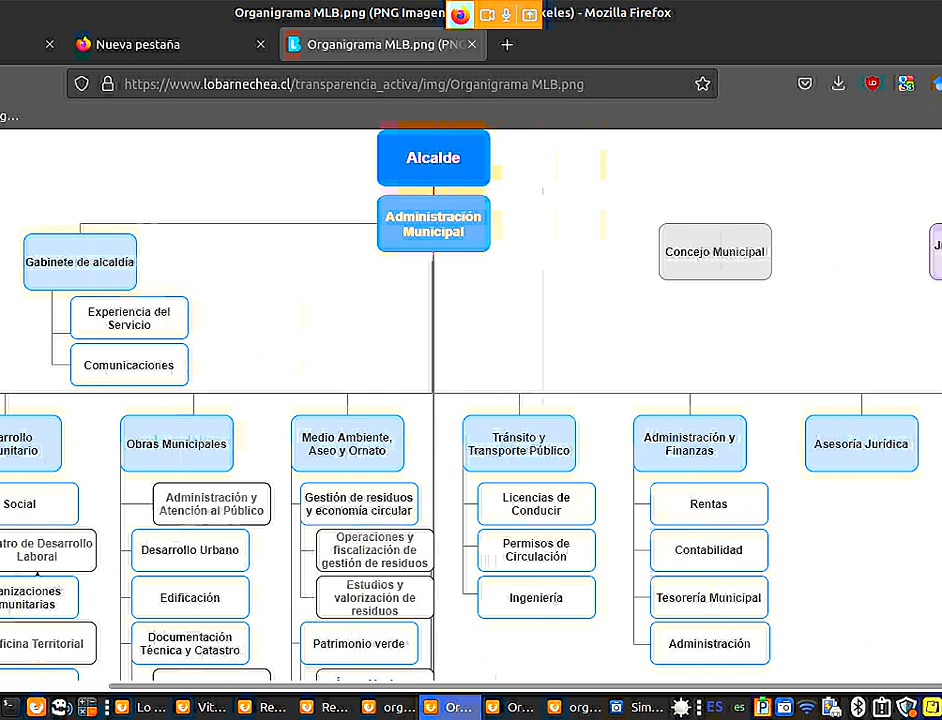 Organigrama MLB.png (PNG Imagen
keles) - Mozilla Firefox
Nueva pestaña
Organigrama MLB.png (PNG
https://www.lobarnechea.cl/transparencia_activa/img/Organigrama MLB.png
g...
Alcalde
Administración
Municipal
Gabinete de alcaldía
Concejo Municipal
Experiencia del
Servicio
Comunicaciones
Obras Municipales
Medio Ambiente,
Aseo y Ornato
Tránsito y
Transporte Público
Administración y
Finanzas
Asesoría Jurídica
Social
Administración y
Atención al Público
Gestión de residuos
y economía circular
Licencias de
Conducir
Rentas
tro de Desarrollo
Laboral
Desarrollo Urbano
Operaciones y
fiscalización de
gestión de residuos
Permisos de
Circulación
Contabilidad
anizaciones
munitarias
Edificación
Estudios y
valorización de
residuos
Ingeniería
Tesorería Municipal
ficina Territorial
Documentación
Técnica y Catastro
Patrimonio verde
Administración
Lo ...
Vit...
Re...
Re...
org...
Or...
Or...
org...
Sim...
ES
es